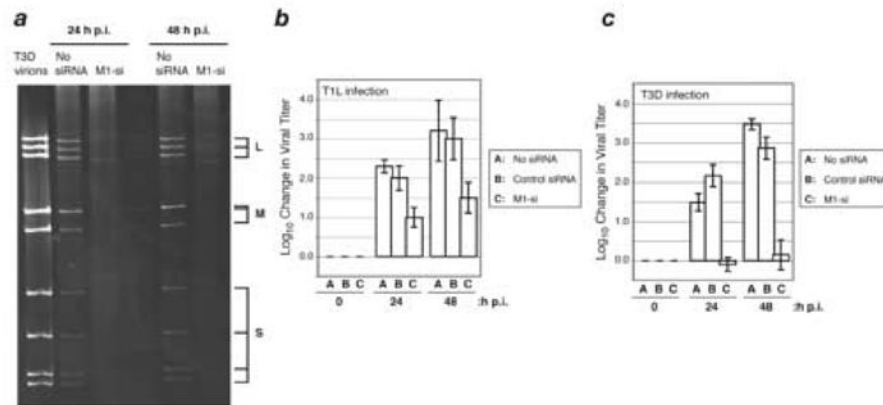 a
24 h p.i. 48 h p.i.
T3D virions
No siRNA M1-si
No siRNA M1-si
L
M
S
b
T1L infection
Log10 Change in Viral Titer
4.0
3.0
2.0
1.0
0.0
A B C A B C A B C
0 24 48 :h p.i.
A: No siRNA
B: Control siRNA
C: M1-si
c
T3D infection
Log10 Change in Viral Titer
4.0
3.0
2.0
1.0
0.0
A B C A B C A B C
0 24 48 :h p.i.
A: No siRNA
B: Control siRNA
C: M1-si